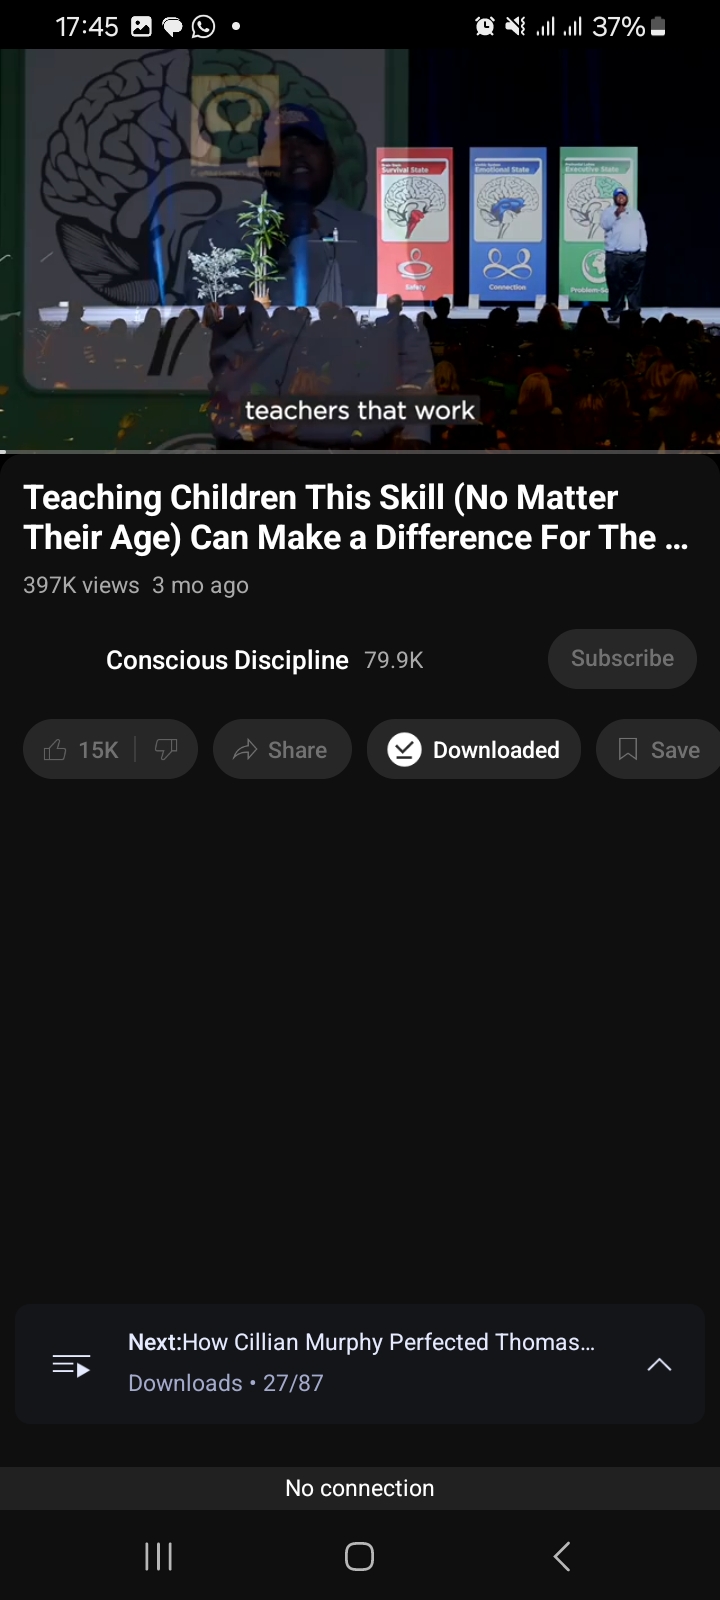 17:45
37%
Survival State
Emotional State
Executive State
Safety
Connection
teachers that work
Teaching Children This Skill (No Matter
Their Age) Can Make a Difference For The ...
397K views 3 mo ago
Conscious Discipline 79.9K
Subscribe
15K
Share
Downloaded
Save
Next:How Cillian Murphy Perfected Thomas...
Downloads • 27/87
No connection